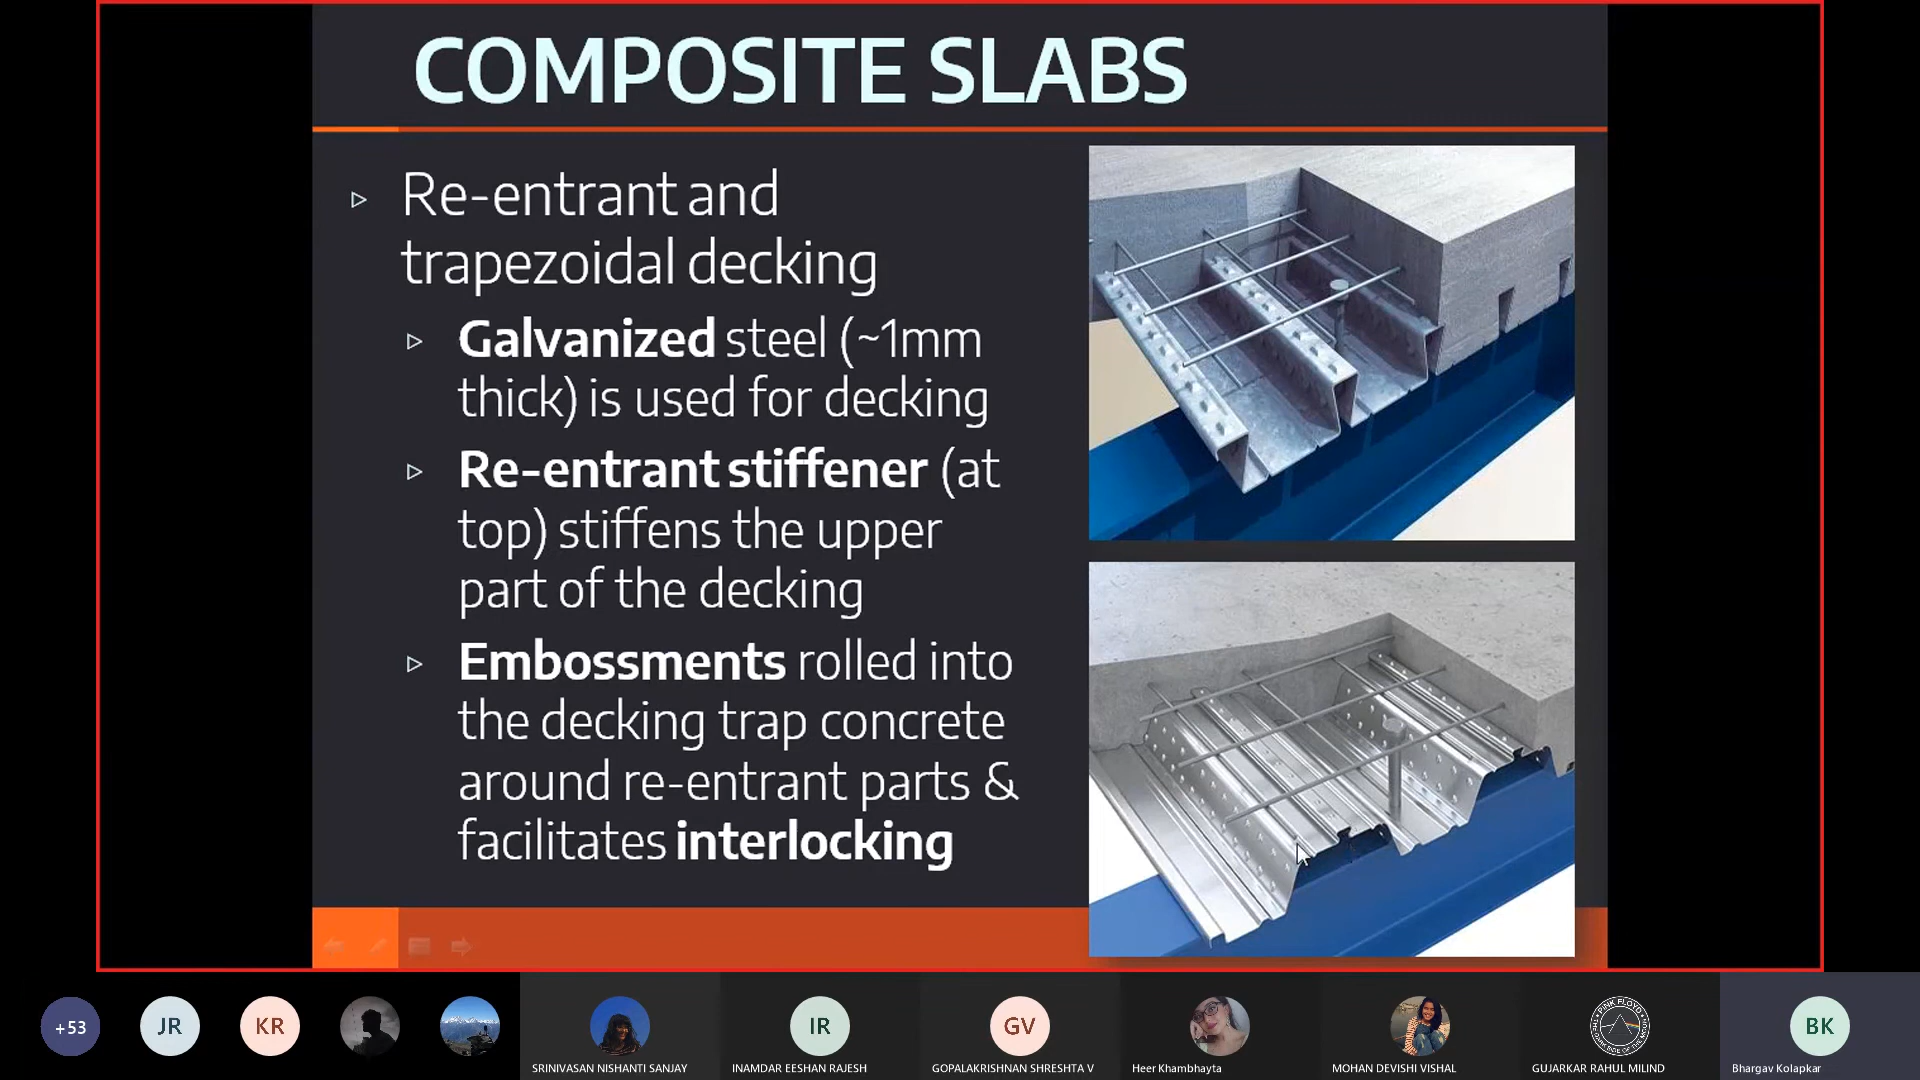 COMPOSITE SLABS
Re-entrant and
trapezoidal decking
Galvanized steel (~1mm
thick) is used for decking
Re-entrant stiffener (at
top) stiffens the upper
part of the decking
Embossments rolled into
the decking trap concrete
around re-entrant parts &
facilitates interlocking
+53
JR
KR
IR
GV
PINK FLOYD
BK
SRINIVASAN NISHANTI SANJAY
INAMDAR EESHAN RAJESH
GOPALAKRISHNAN SHRESHTA V
Heer Khambhayta
MOHAN DEVISHI VISHAL
GUJARKAR RAHUL MILIND
Bhargav Kolapkar